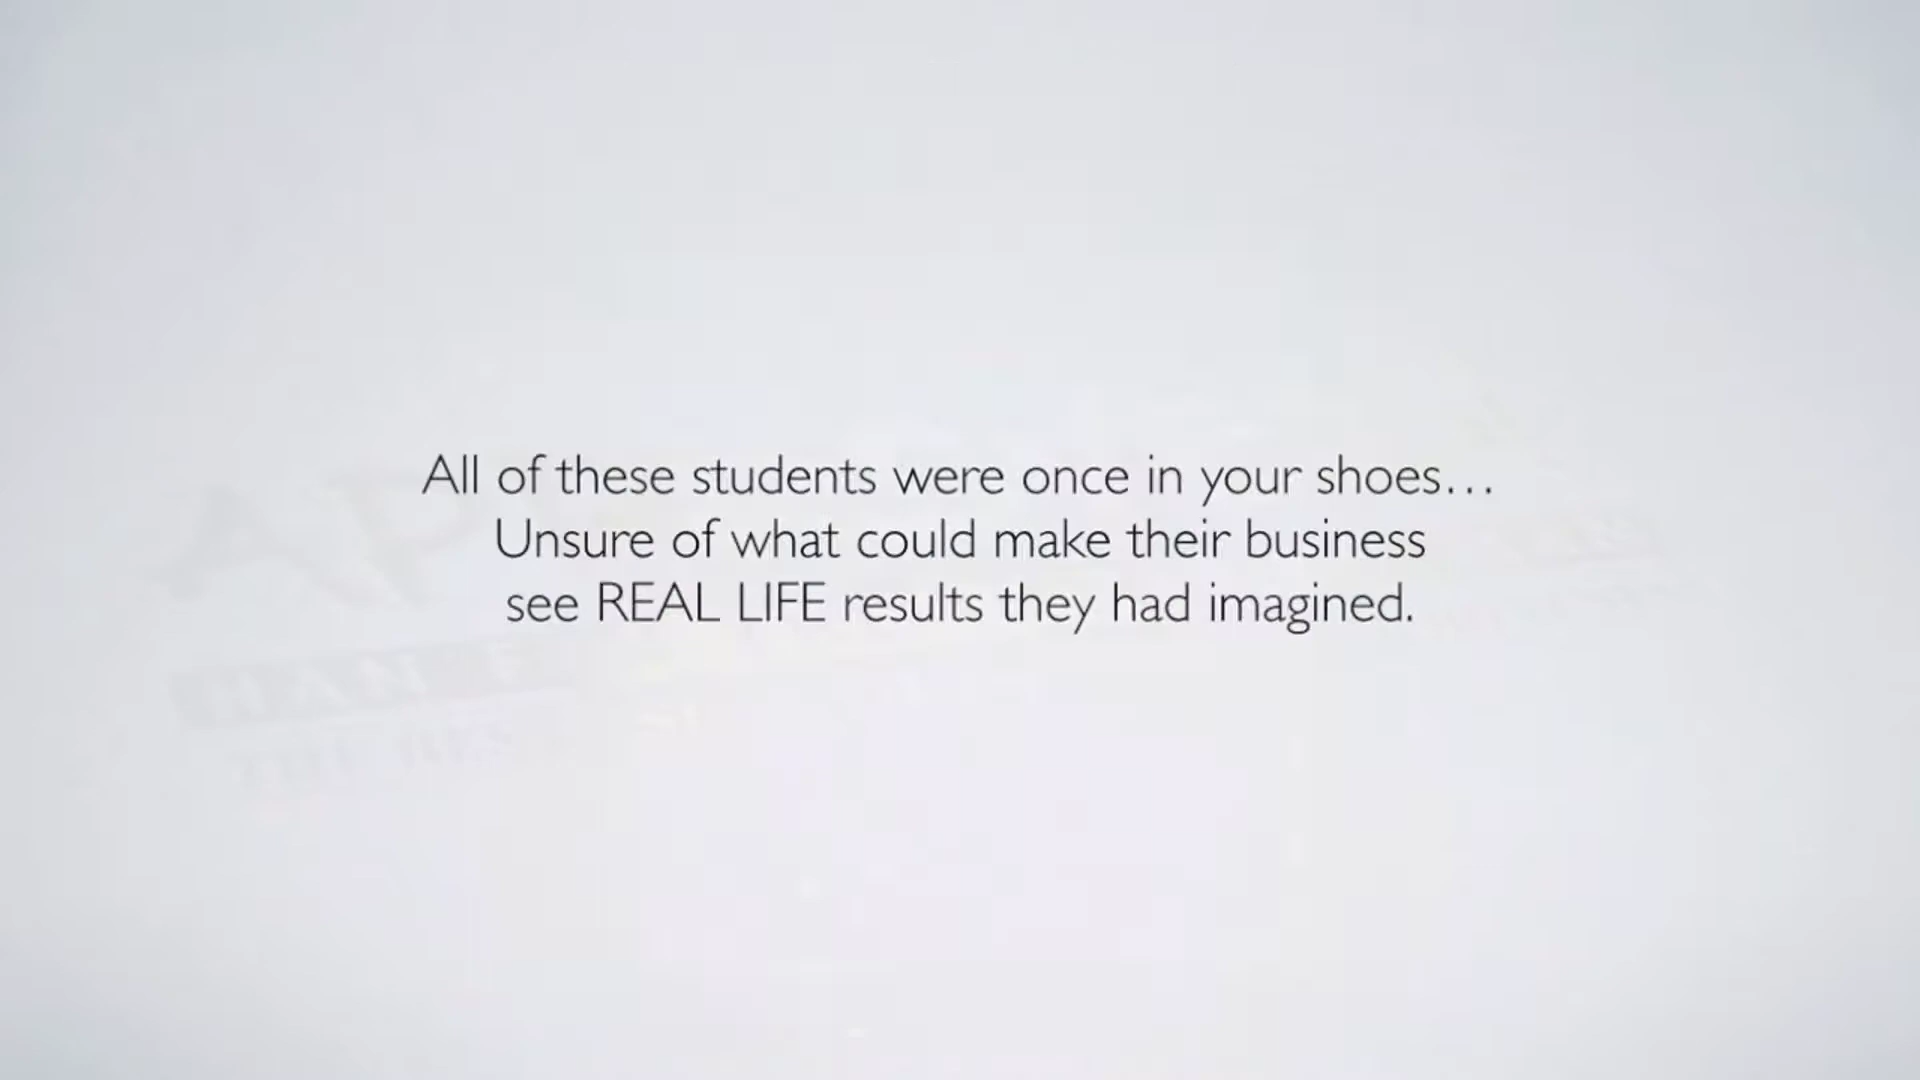 All of these students were once in your shoes...
Unsure of what could make their business
see REAL LIFE results they had imagined.